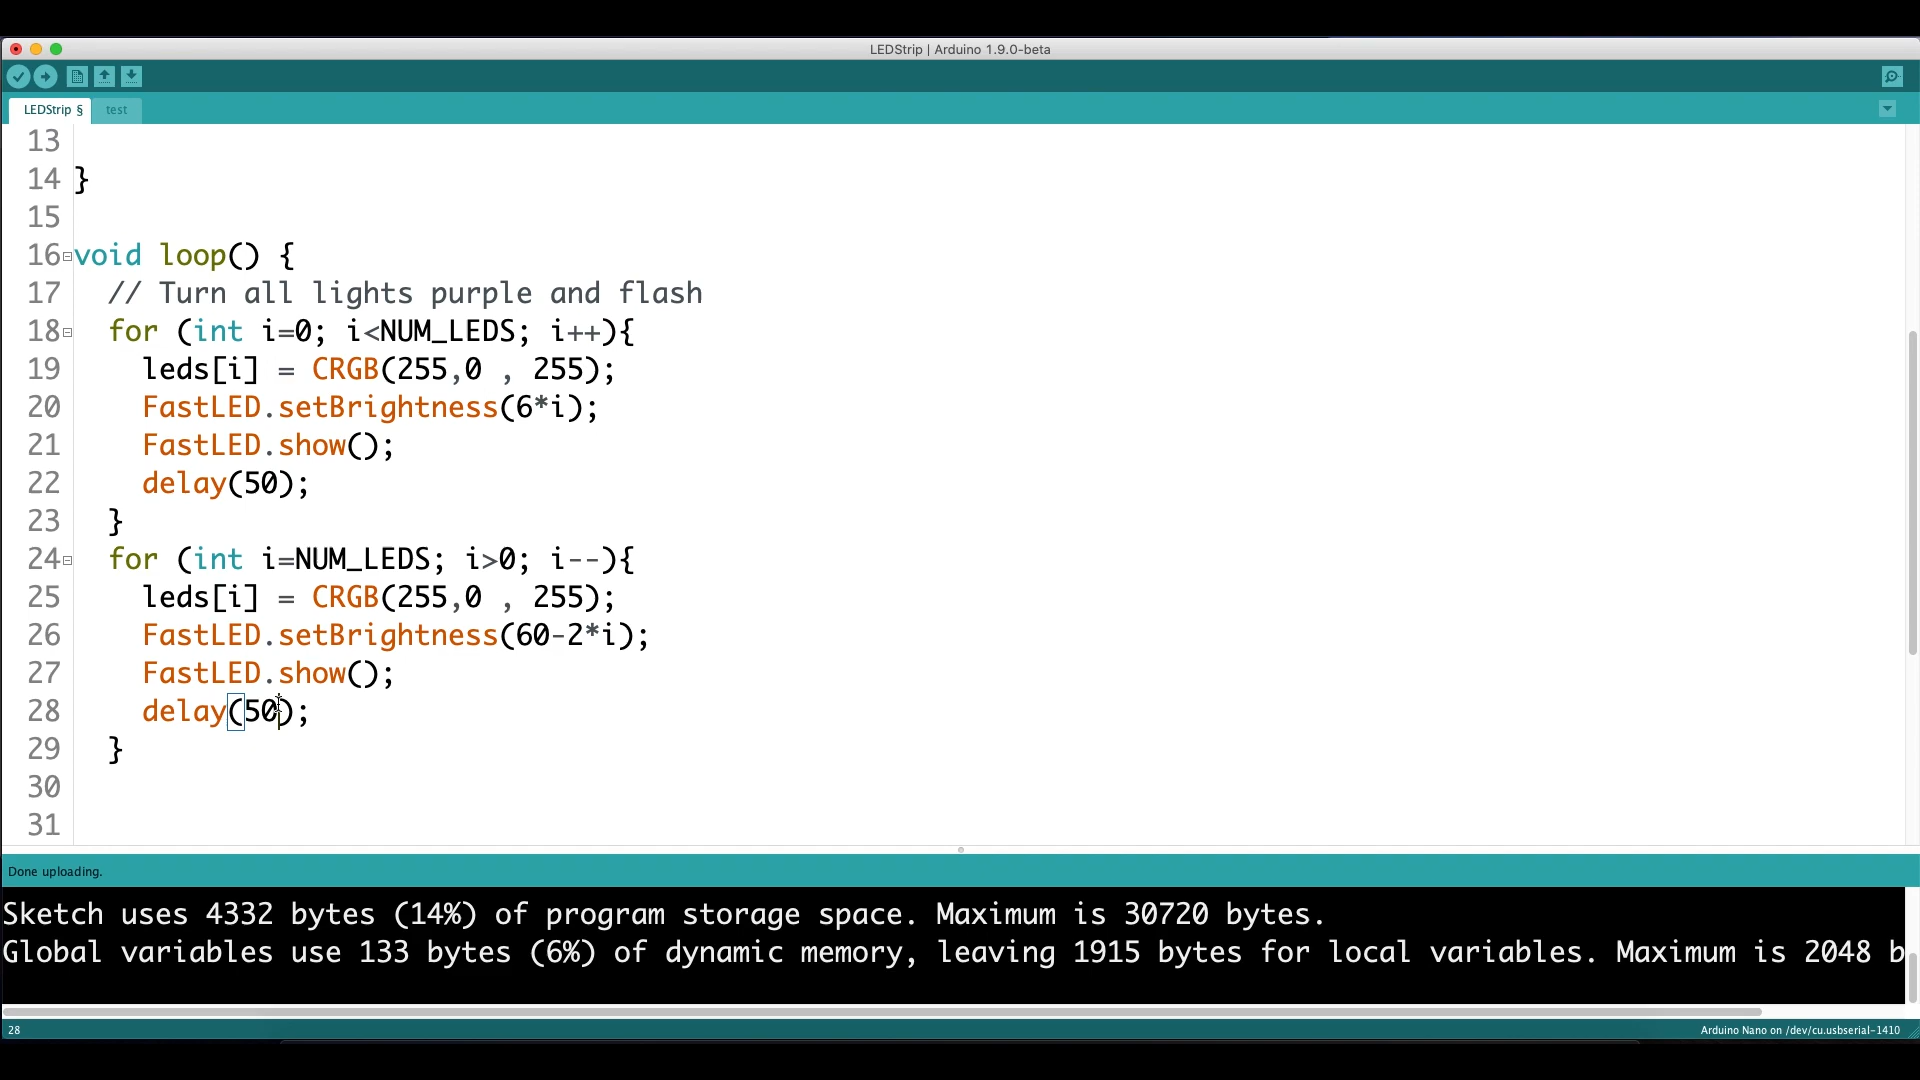 LEDStrip | Arduino 1.9.0-beta
LEDStrip § test
13
14 }
15
16 void loop() {
17 // Turn all lights purple and flash
18 for (int i=0; i<NUM_LEDS; i++){
19 leds[i] = CRGB(255,0 , 255);
20 FastLED.setBrightness(6*i);
21 FastLED.show();
22 delay(50);
23 }
24 for (int i=NUM_LEDS; i>0; i--){
25 leds[i] = CRGB(255,0 , 255);
26 FastLED.setBrightness(60-2*i);
27 FastLED.show();
28 delay(50);
29 }
30
31
Done uploading.
Sketch uses 4332 bytes (14%) of program storage space. Maximum is 30720 bytes.
Global variables use 133 bytes (6%) of dynamic memory, leaving 1915 bytes for local variables. Maximum is 2048 b
28 Arduino Nano on /dev/cu.usbserial-1410